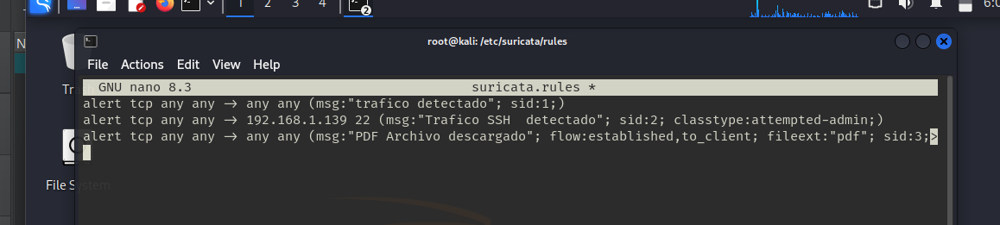 1 2 3 4 2 6:0
root@kali: /etc/suricata/rules
File Actions Edit View Help
GNU nano 8.3 suricata.rules *
alert tcp any any -> any any (msg:"trafico detectado"; sid:1;)
alert tcp any any -> 192.168.1.139 22 (msg:"Trafico SSH  detectado"; sid:2; classtype:attempted-admin;)
alert tcp any any -> any any (msg:"PDF Archivo descargado"; flow:established,to_client; fileext:"pdf"; sid:3;>
File System